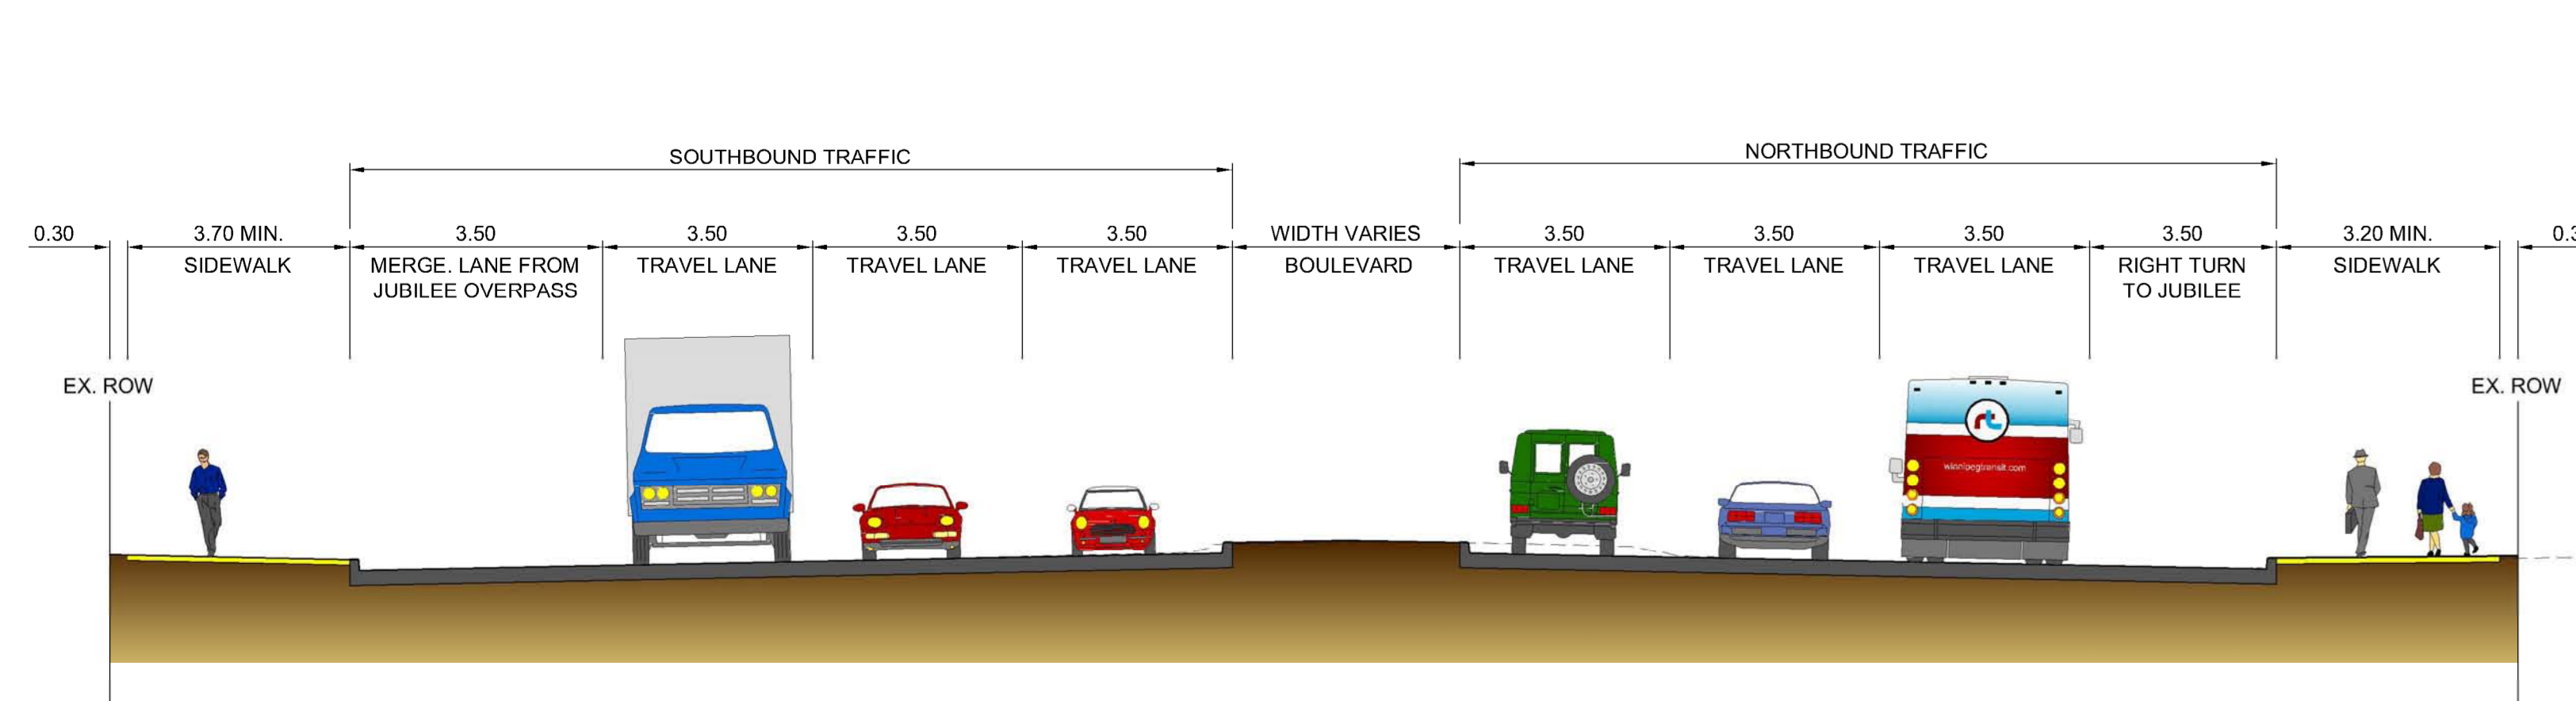 SOUTHBOUND TRAFFIC
NORTHBOUND TRAFFIC
0.30
3.70 MIN.
3.50
3.50
3.50
3.50
WIDTH VARIES
3.50
3.50
3.50
3.50
3.20 MIN.
SIDEWALK
MERGE. LANE FROM
JUBILEE OVERPASS
TRAVEL LANE
TRAVEL LANE
TRAVEL LANE
BOULEVARD
TRAVEL LANE
TRAVEL LANE
TRAVEL LANE
RIGHT TURN
TO JUBILEE
SIDEWALK
EX. ROW
EX. ROW
rt
winnipegtransit.com